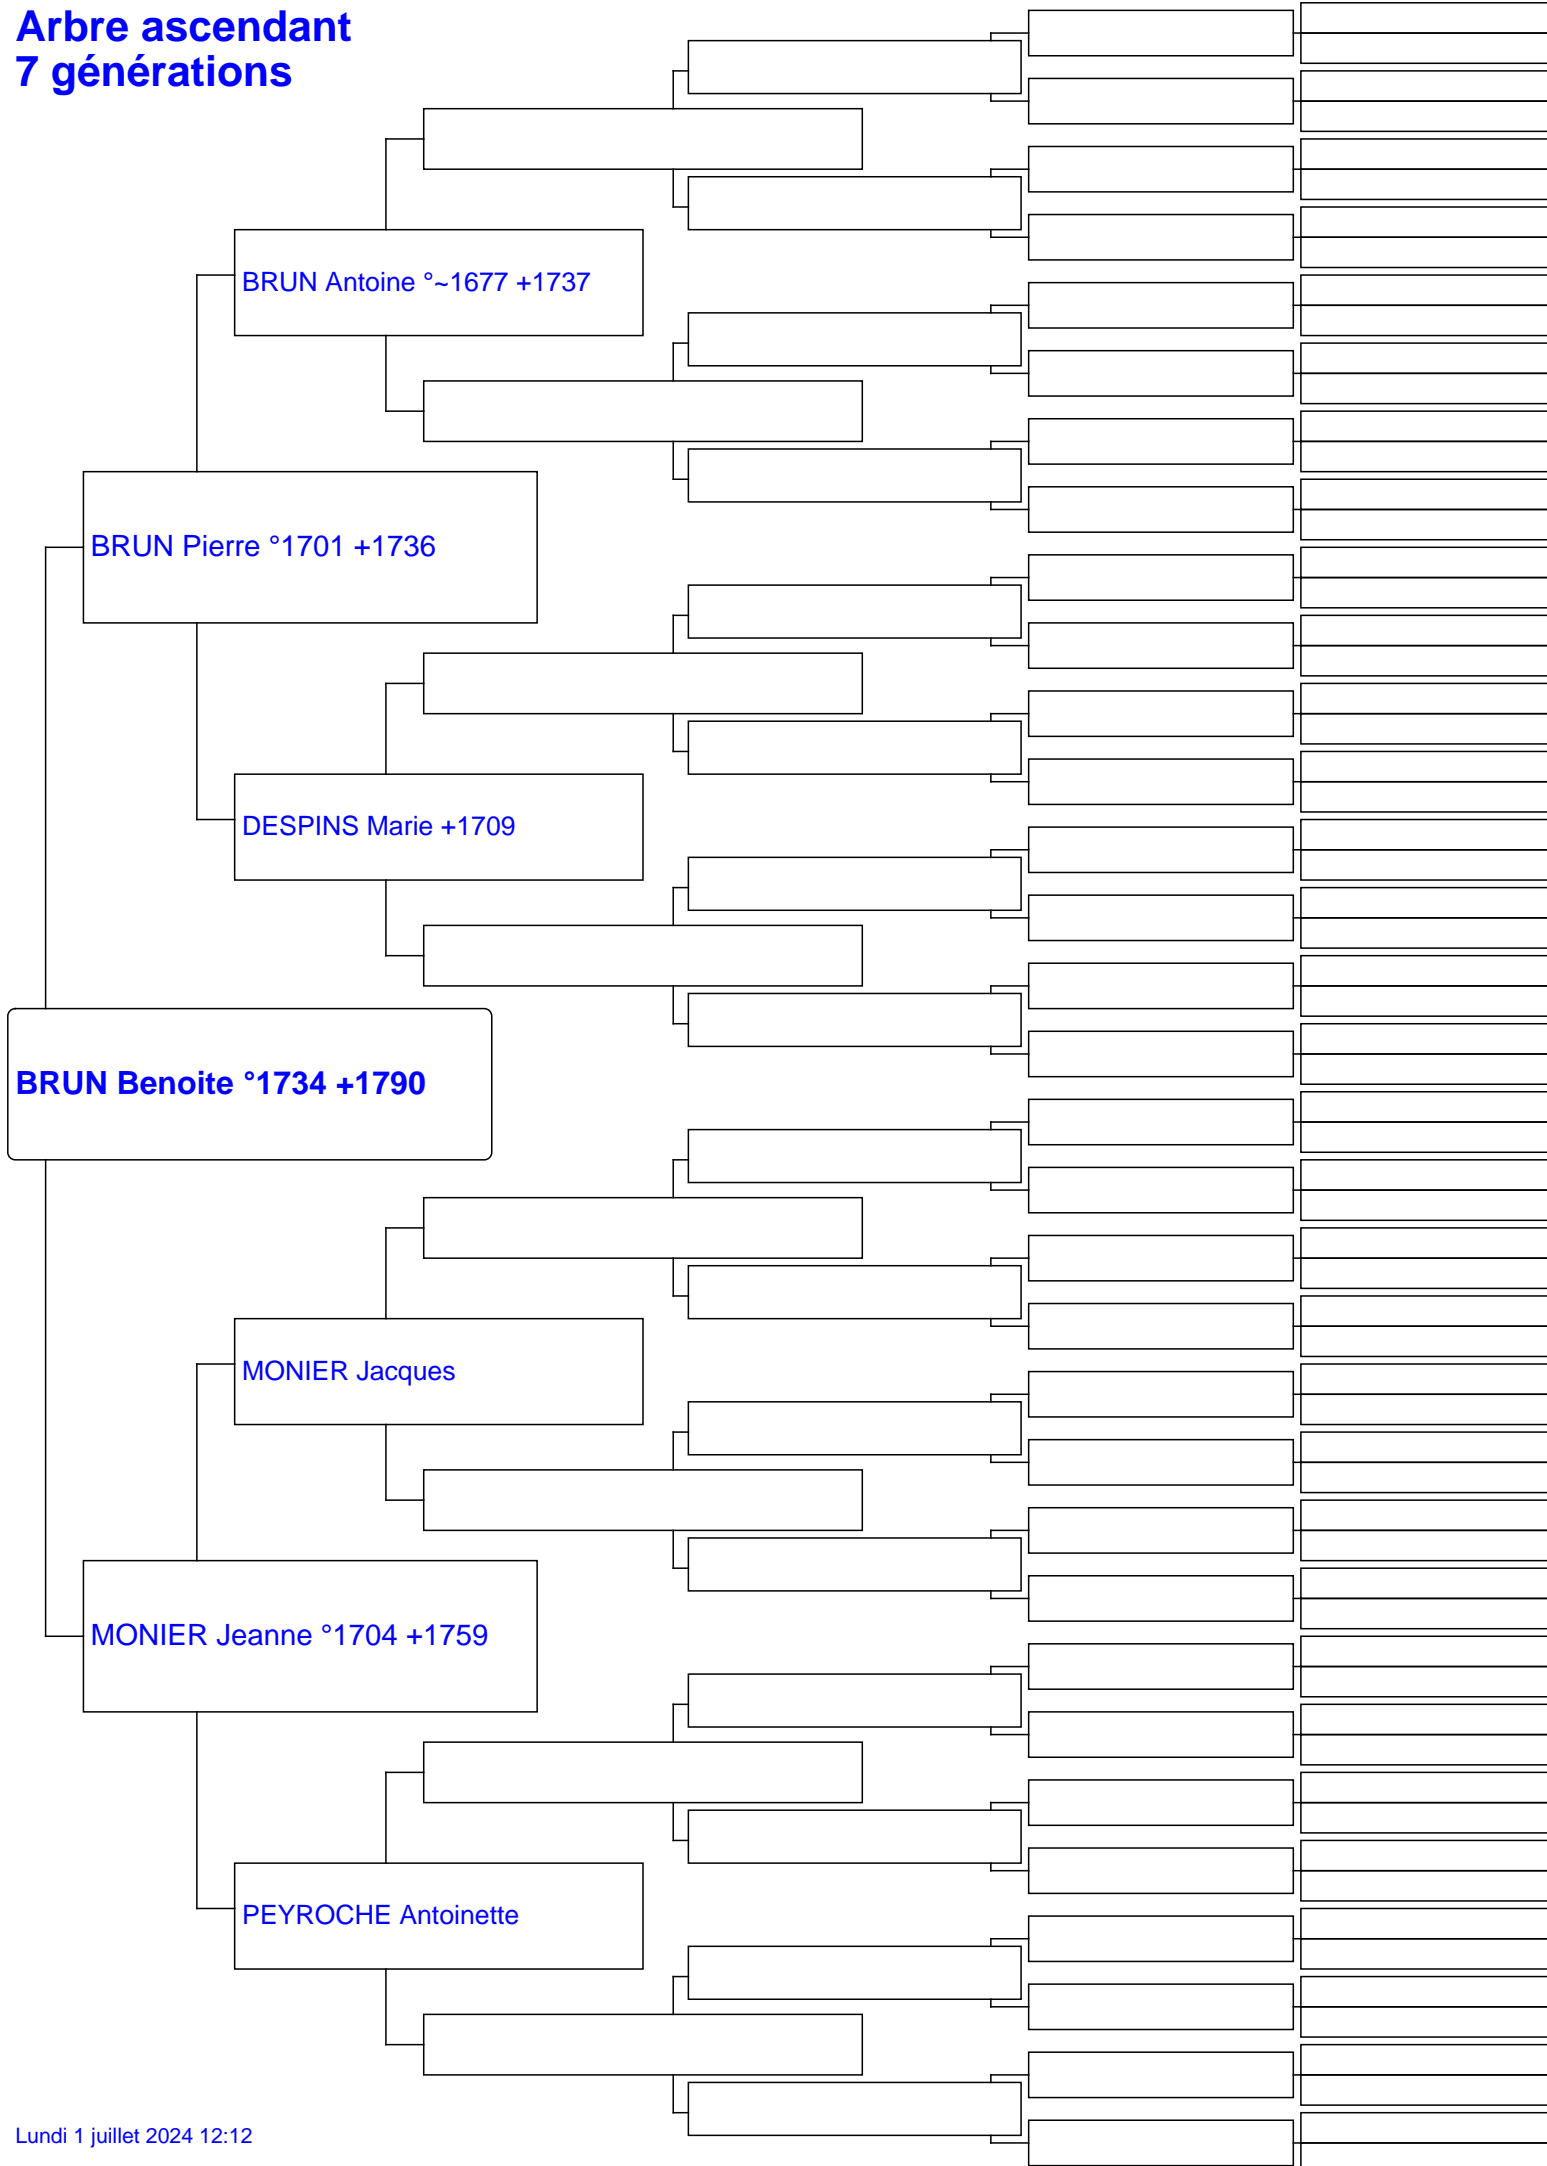 Arbre ascendant
7 générations
BRUN Antoine °~1677 +1737
BRUN Pierre °1701 +1736
DESPINS Marie +1709
BRUN Benoite °1734 +1790
MONIER Jacques
MONIER Jeanne °1704 +1759
PEYROCHE Antoinette
Lundi 1 juillet 2024 12:12